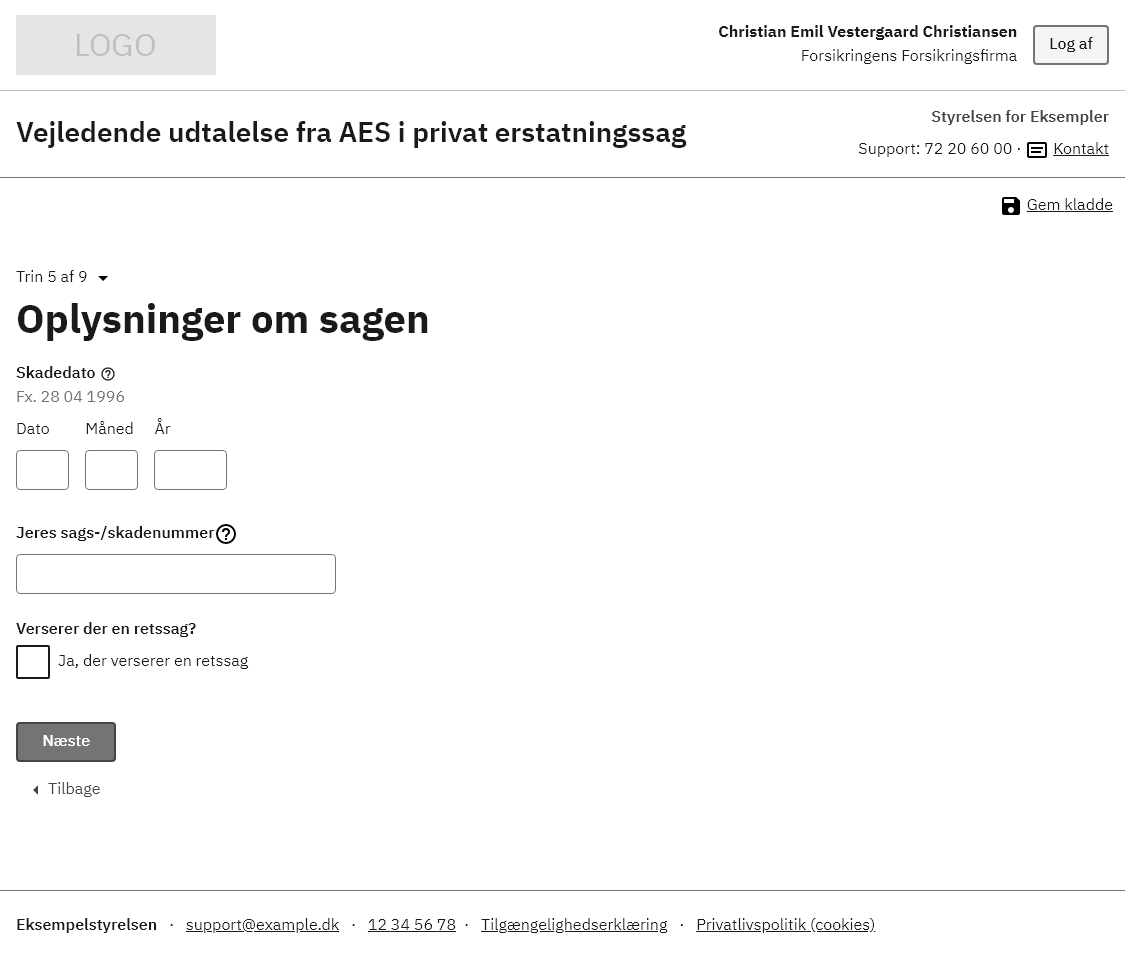 LOGO
Christian Emil Vestergaard Christiansen
Forsikringens Forsikringsfirma
Log af
Vejledende udtalelse fra AES i privat erstatningssag
Styrelsen for Eksempler
Support: 72 20 60 00 · Kontakt
Gem kladde
Trin 5 af 9
Oplysninger om sagen
Skadedato
Fx. 28 04 1996
Dato Måned År
Jeres sags-/skadenummer
Verserer der en retssag?
Ja, der verserer en retssag
Næste
Tilbage
Eksempelstyrelsen · support@example.dk · 12 34 56 78 · Tilgængelighedserklæring · Privatlivspolitik (cookies)